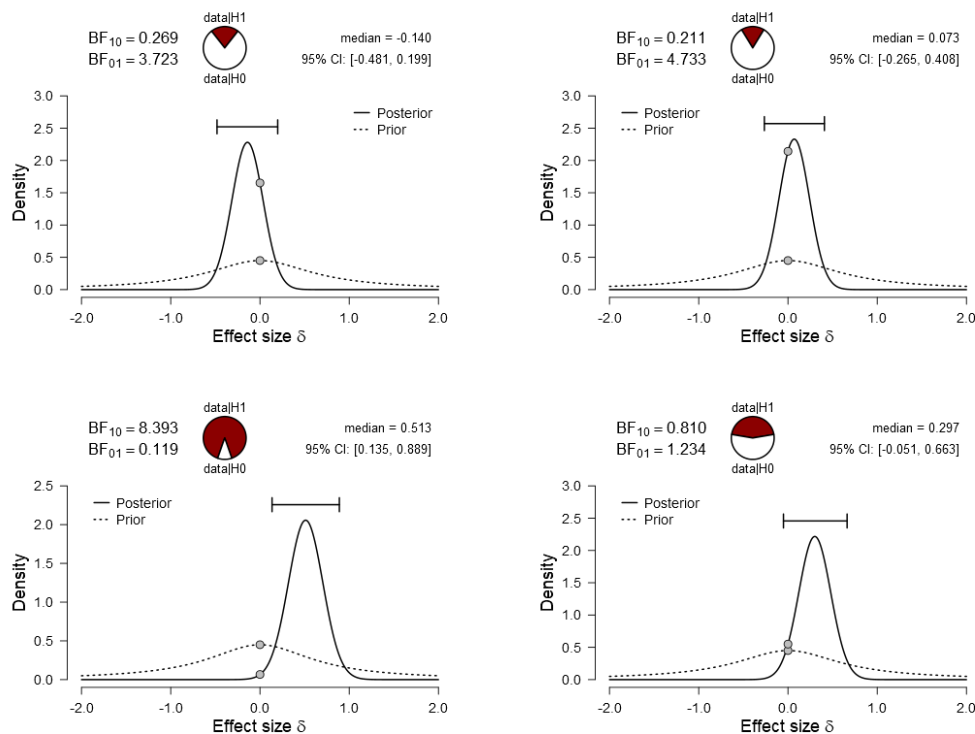 data|H1
BF10 = 0.269
BF01 = 3.723
median = -0.140
95% CI: [-0.481, 0.199]
data|H0
Posterior
Prior
3.0
2.5
2.0
1.5
1.0
0.5
0.0
Density
-2.0 -1.0 0.0 1.0 2.0
Effect size δ
data|H1
BF10 = 0.211
BF01 = 4.733
median = 0.073
95% CI: [-0.265, 0.408]
data|H0
Posterior
Prior
3.0
2.5
2.0
1.5
1.0
0.5
0.0
Density
-2.0 -1.0 0.0 1.0 2.0
Effect size δ
data|H1
BF10 = 8.393
BF01 = 0.119
median = 0.513
95% CI: [0.135, 0.889]
data|H0
Posterior
Prior
2.5
2.0
1.5
1.0
0.5
0.0
Density
-2.0 -1.0 0.0 1.0 2.0
Effect size δ
data|H1
BF10 = 0.810
BF01 = 1.234
median = 0.297
95% CI: [-0.051, 0.663]
data|H0
Posterior
Prior
3.0
2.5
2.0
1.5
1.0
0.5
0.0
Density
-2.0 -1.0 0.0 1.0 2.0
Effect size δ